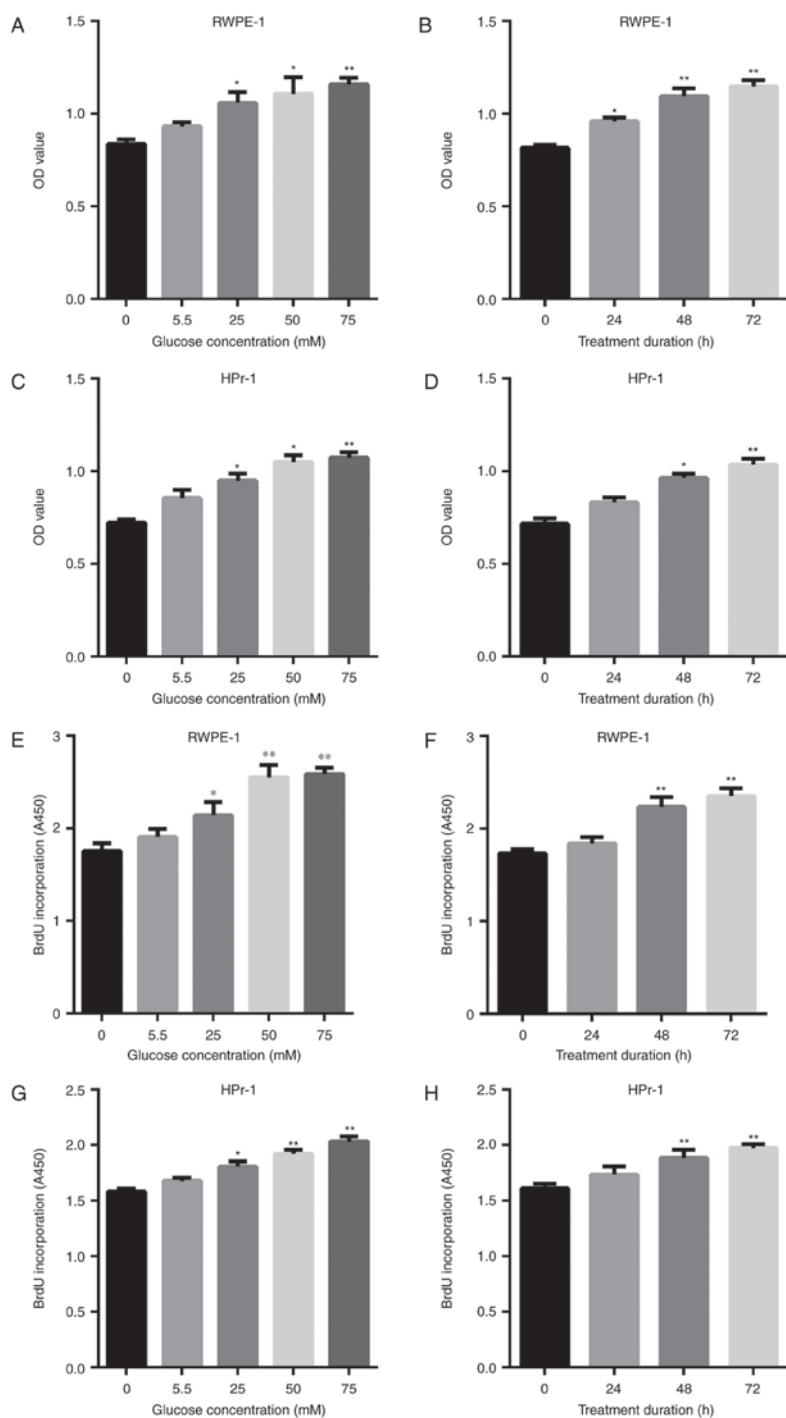 A
RWPE-1
OD value
1.5
1.0
0.5
0.0
* * **
0 5.5 25 50 75
Glucose concentration (mM)
B
RWPE-1
OD value
1.5
1.0
0.5
0.0
* ** **
0 24 48 72
Treatment duration (h)
C
HPr-1
OD value
1.5
1.0
0.5
0.0
* * **
0 5.5 25 50 75
Glucose concentration (mM)
D
HPr-1
OD value
1.5
1.0
0.5
0.0
* **
0 24 48 72
Treatment duration (h)
E
RWPE-1
BrdU incorporation (A450)
3
2
1
0
* ** **
0 5.5 25 50 75
Glucose concentration (mM)
F
RWPE-1
BrdU incorporation (A450)
3
2
1
0
** **
0 24 48 72
Treatment duration (h)
G
HPr-1
BrdU incorporation (A450)
2.5
2.0
1.5
1.0
0.5
0.0
* ** **
0 5.5 25 50 75
Glucose concentration (mM)
H
HPr-1
BrdU incorporation (A450)
2.5
2.0
1.5
1.0
0.5
0.0
** **
0 24 48 72
Treatment duration (h)